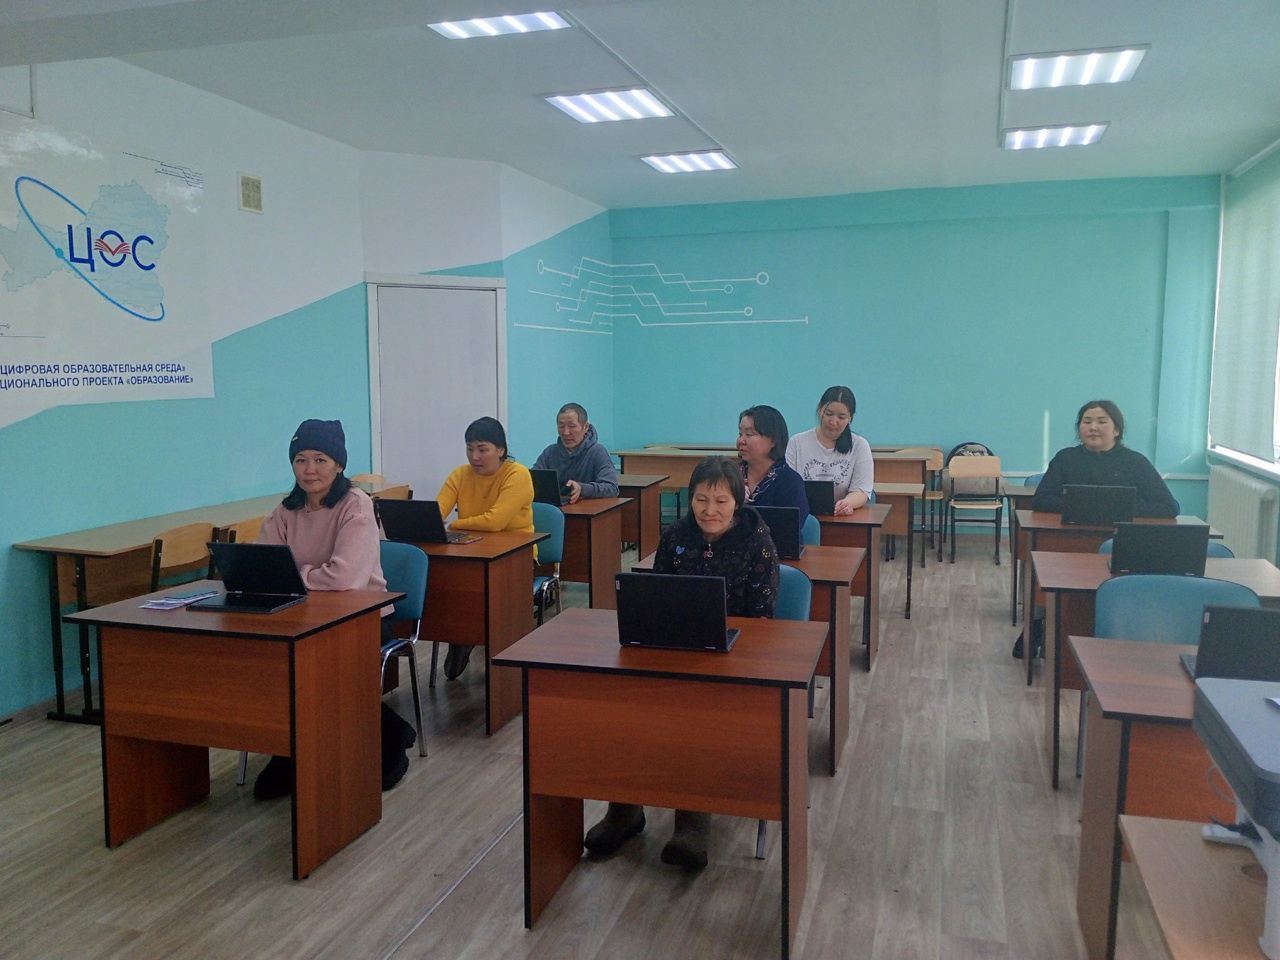 ЦОС
ЦИФРОВАЯ ОБРАЗОВАТЕЛЬНАЯ СРЕДА»
ЦИОНАЛЬНОГО ПРОЕКТА «ОБРАЗОВАНИЕ»